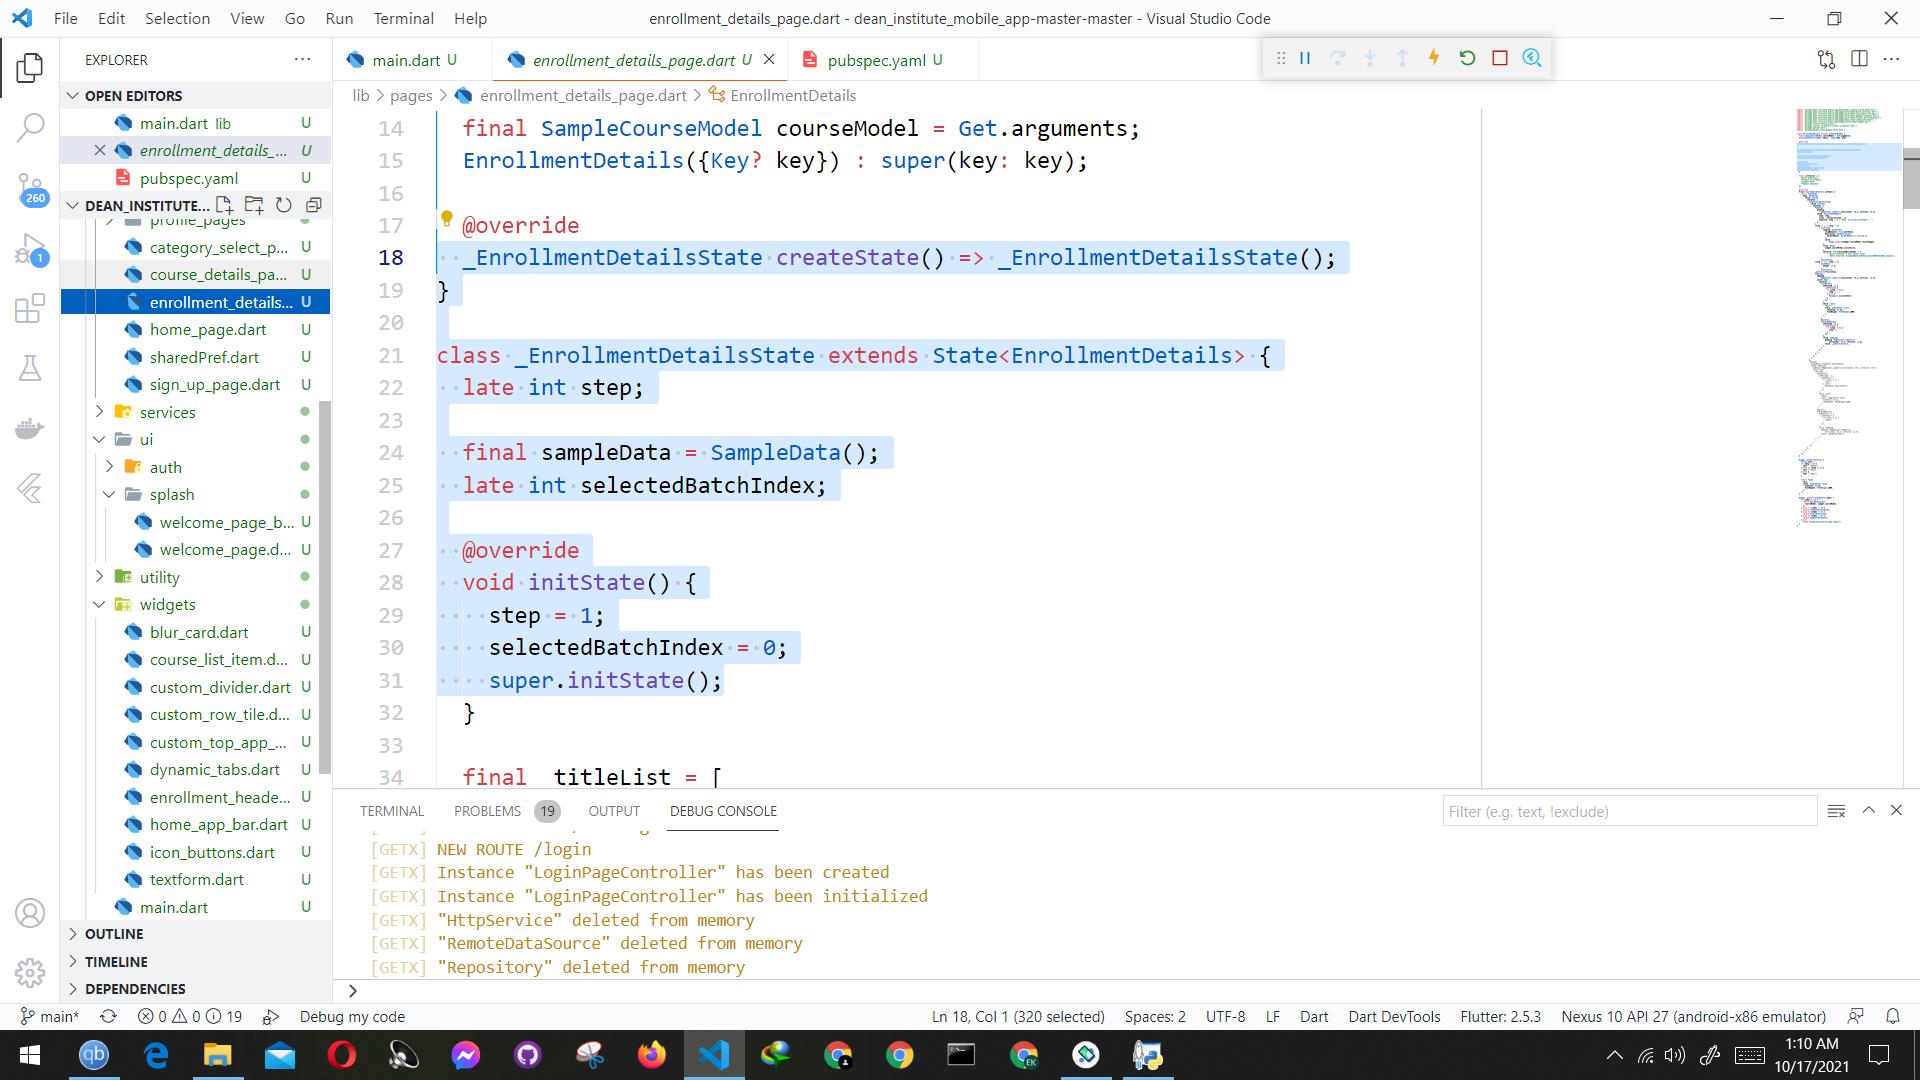 File Edit Selection View Go Run Terminal Help
enrollment_details_page.dart - dean_institute_mobile_app-master-master - Visual Studio Code
EXPLORER
OPEN EDITORS
main.dart lib U
enrollment_details_... U
pubspec.yaml U
DEAN_INSTITUTE...
profile_pages
category_select_p... U
course_details_pa... U
enrollment_details... U
home_page.dart U
sharedPref.dart U
sign_up_page.dart U
services
ui
auth
splash
welcome_page_b... U
welcome_page.d... U
utility
widgets
blur_card.dart U
course_list_item.d... U
custom_divider.dart U
custom_row_tile.d... U
custom_top_app_... U
dynamic_tabs.dart U
enrollment_heade... U
home_app_bar.dart U
icon_buttons.dart U
textform.dart U
main.dart U
OUTLINE
TIMELINE
DEPENDENCIES
260
1
main.dart U
enrollment_details_page.dart U
pubspec.yaml U
lib > pages > enrollment_details_page.dart > EnrollmentDetails
14 final SampleCourseModel courseModel = Get.arguments;
15 EnrollmentDetails({Key? key}) : super(key: key);
16
17 @override
18 _EnrollmentDetailsState createState() => _EnrollmentDetailsState();
19 }
20
21 class _EnrollmentDetailsState extends State<EnrollmentDetails> {
22 late int step;
23
24 final sampleData = SampleData();
25 late int selectedBatchIndex;
26
27 @override
28 void initState() {
29 step = 1;
30 selectedBatchIndex = 0;
31 super.initState();
32 }
33
34 final _titleList = [
TERMINAL PROBLEMS 19 OUTPUT DEBUG CONSOLE
Filter (e.g. text, !exclude)
[GETX] NEW ROUTE /login
[GETX] Instance "LoginPageController" has been created
[GETX] Instance "LoginPageController" has been initialized
[GETX] "HttpService" deleted from memory
[GETX] "RemoteDataSource" deleted from memory
[GETX] "Repository" deleted from memory
>
main* 0 0 19 Debug my code
Ln 18, Col 1 (320 selected) Spaces: 2 UTF-8 LF Dart Dart DevTools Flutter: 2.5.3 Nexus 10 API 27 (android-x86 emulator)
qb
EK
1:10 AM
10/17/2021